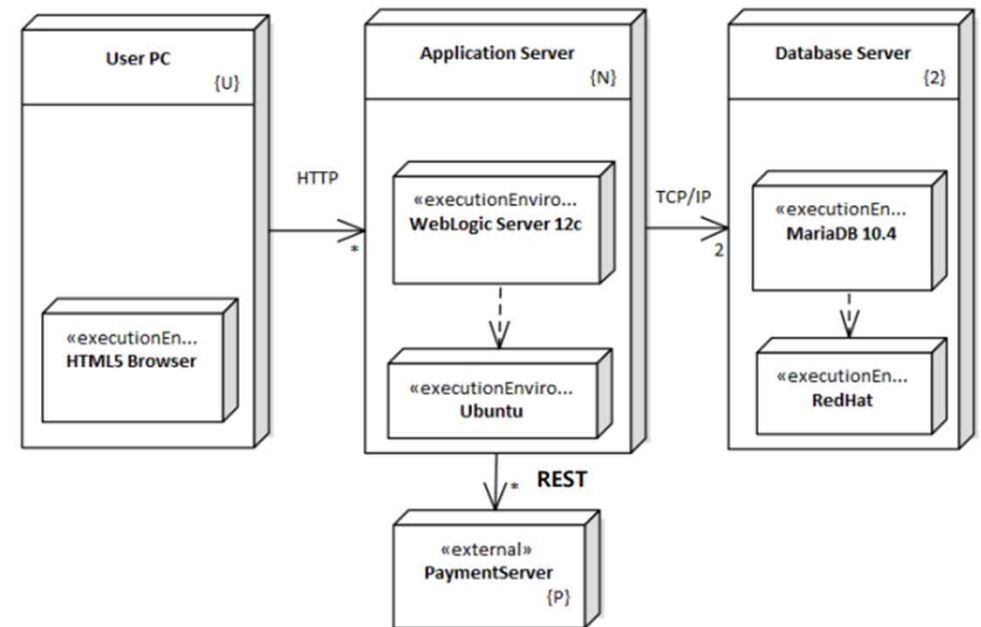 User PC
{U}
«executionEn...
HTML5 Browser
HTTP
*
Application Server
{N}
«executionEnviro...
WebLogic Server 12c
«executionEnviro...
Ubuntu
TCP/IP
2
Database Server
{2}
«executionEn...
MariaDB 10.4
«executionEn...
RedHat
* REST
«external»
PaymentServer
{P}